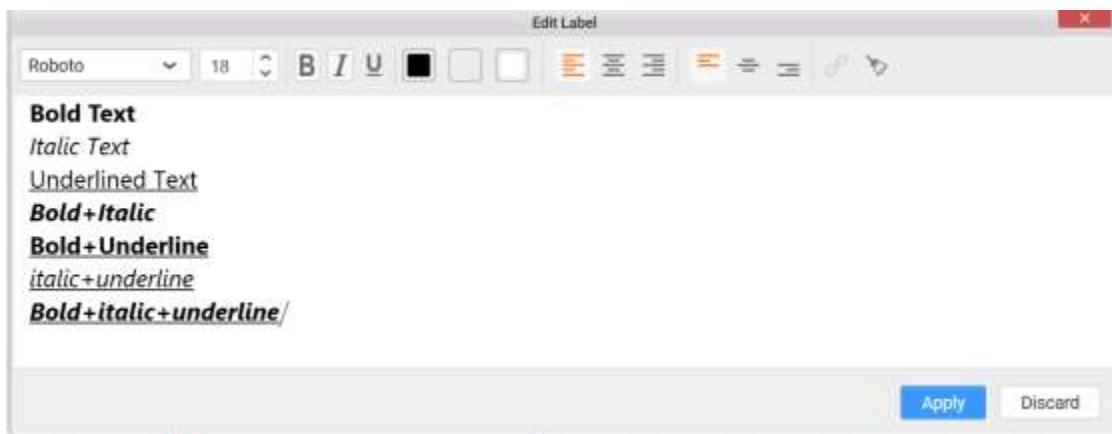 Edit Label
Roboto 18 B I U
Bold Text
Italic Text
Underlined Text
Bold+Italic
Bold+Underline
italic+underline
Bold+italic+underline
Apply Discard